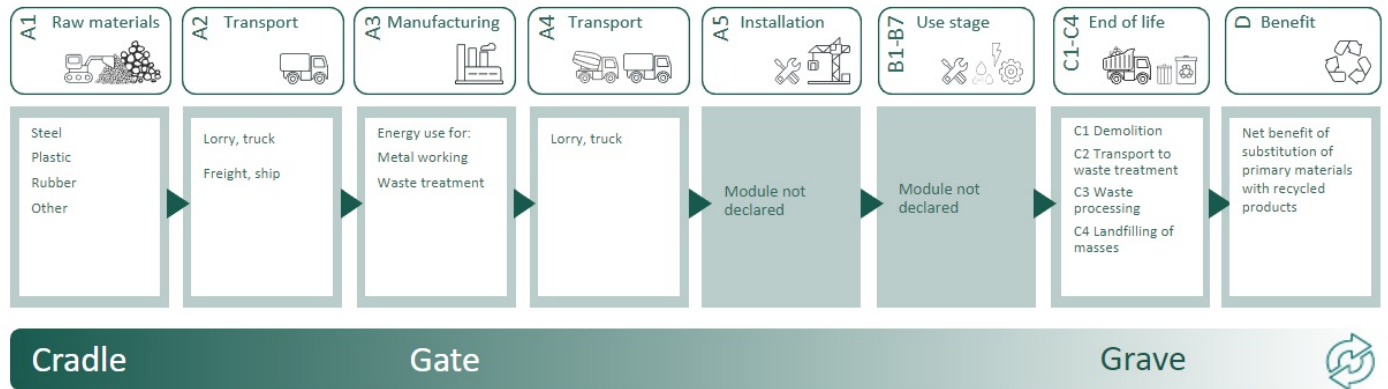 A1 Raw materials
A2 Transport
A3 Manufacturing
A4 Transport
A5 Installation
B1-B7 Use stage
C1-C4 End of life
D Benefit
Steel
Plastic
Rubber
Other
Lorry, truck
Freight, ship
Energy use for:
Metal working
Waste treatment
Lorry, truck
Module not
declared
Module not
declared
C1 Demolition
C2 Transport to
waste treatment
C3 Waste
processing
C4 Landfilling of
masses
Net benefit of
substitution of
primary materials
with recycled
products
Cradle
Gate
Grave